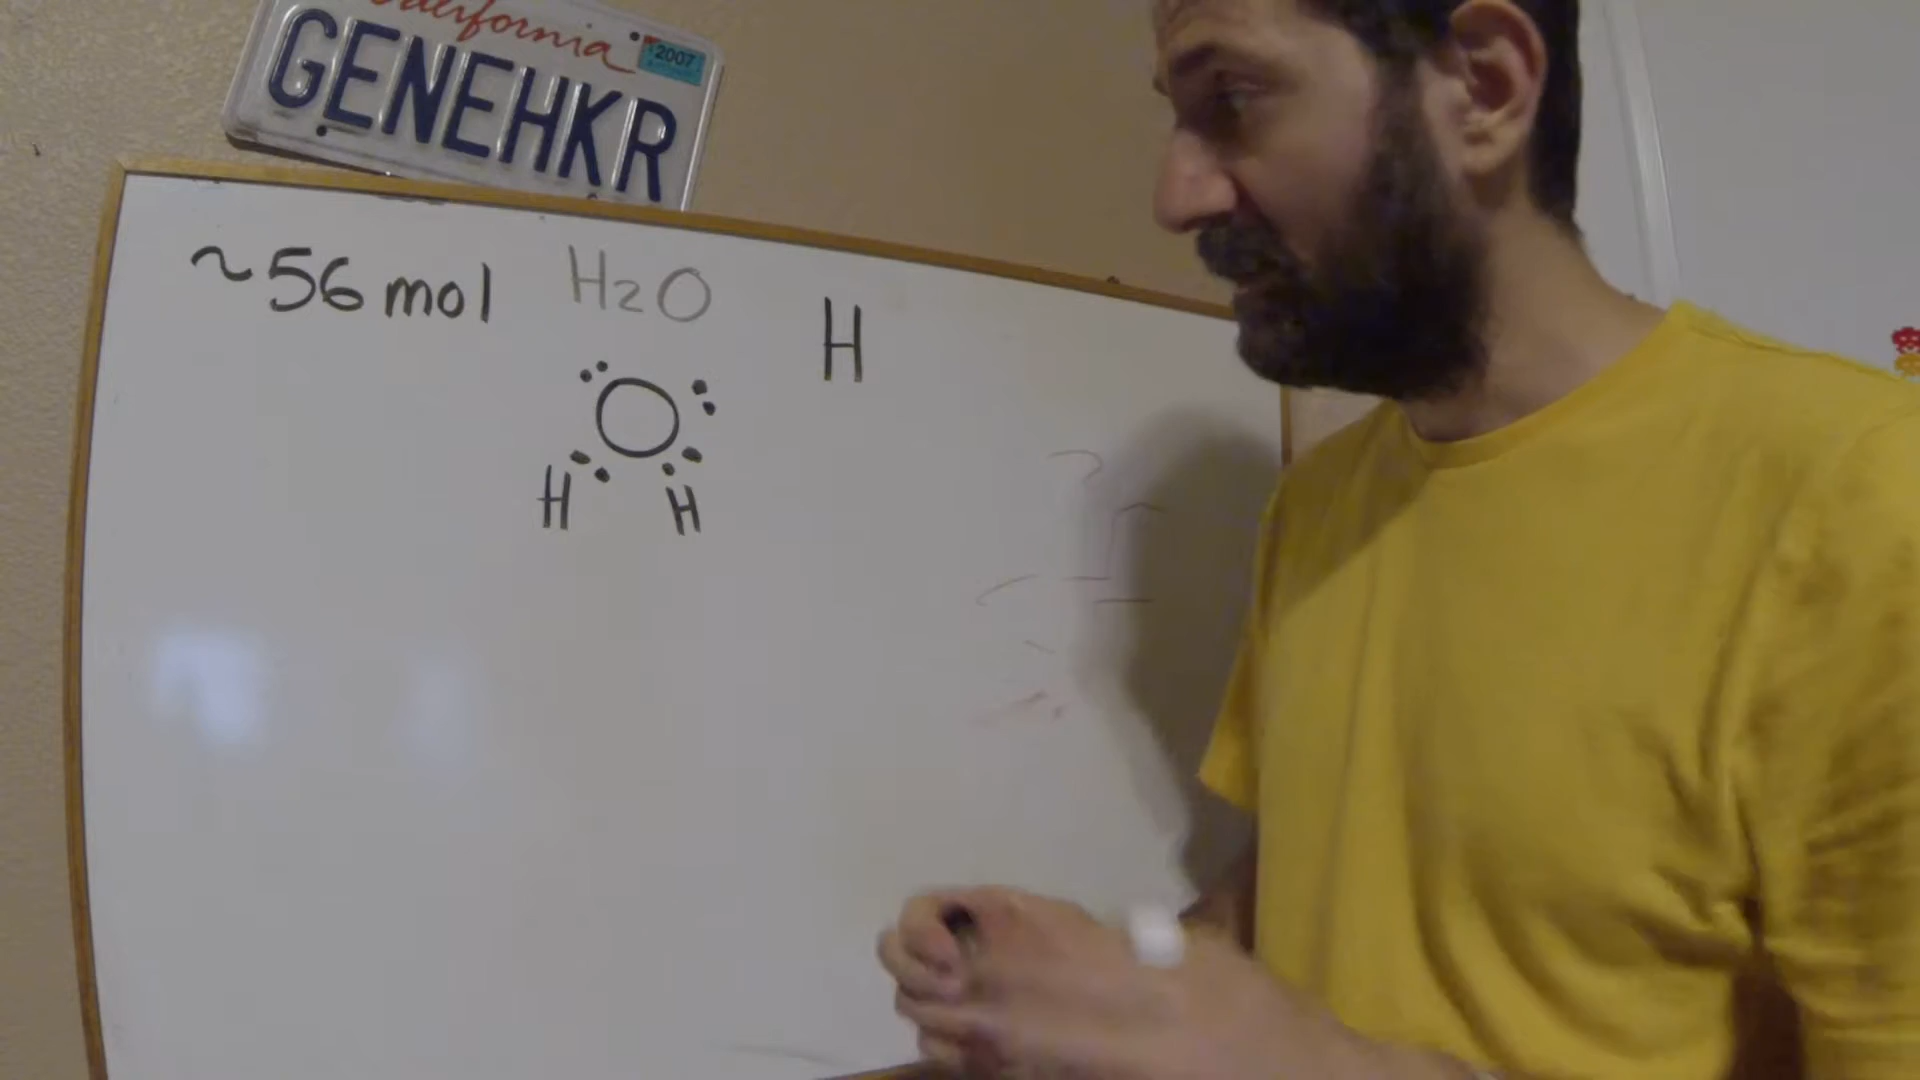 California
2007
GENEHKR
~56 mol H2O
H
O
H H